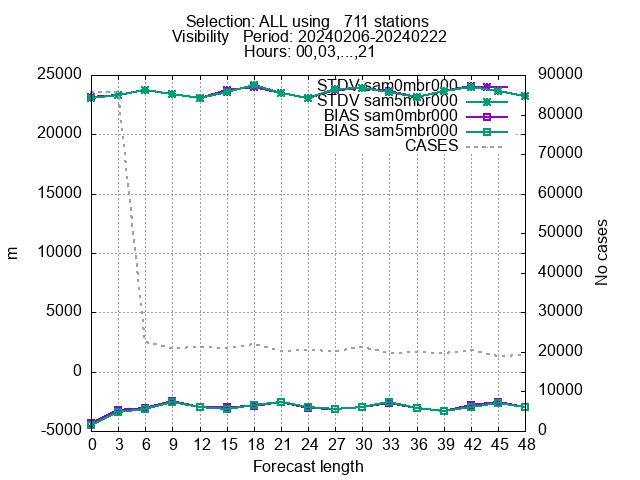 Selection: ALL using   711 stations
Visibility   Period: 20240206-20240222
Hours: 00,03,...,21
25000
20000
15000
10000
5000
0
-5000
m
90000
80000
70000
60000
50000
40000
30000
20000
10000
0
No cases
STDV sam0mbr000
STDV sam5mbr000
BIAS sam0mbr000
BIAS sam5mbr000
CASES
0 3 6 9 12 15 18 21 24 27 30 33 36 39 42 45 48
Forecast length